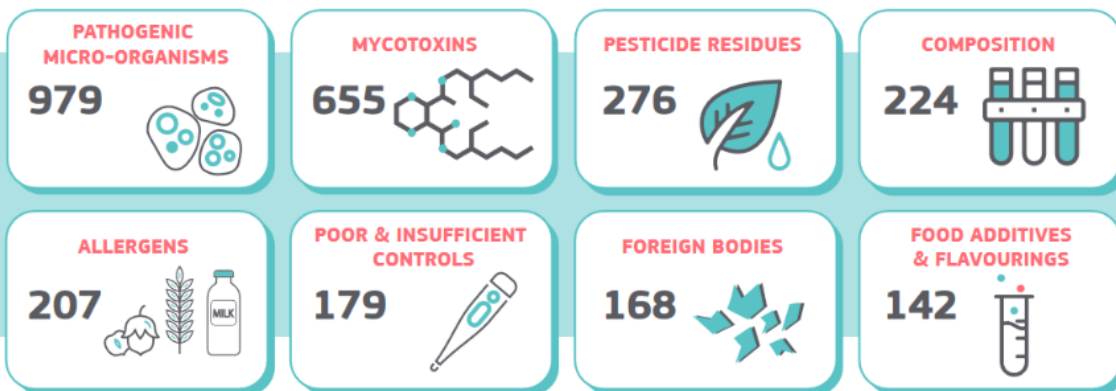 PATHOGENIC
MICRO-ORGANISMS
979
MYCOTOXINS
655
PESTICIDE RESIDUES
276
COMPOSITION
224
ALLERGENS
207
MILK
POOR & INSUFFICIENT
CONTROLS
179
FOREIGN BODIES
168
FOOD ADDITIVES
& FLAVOURINGS
142